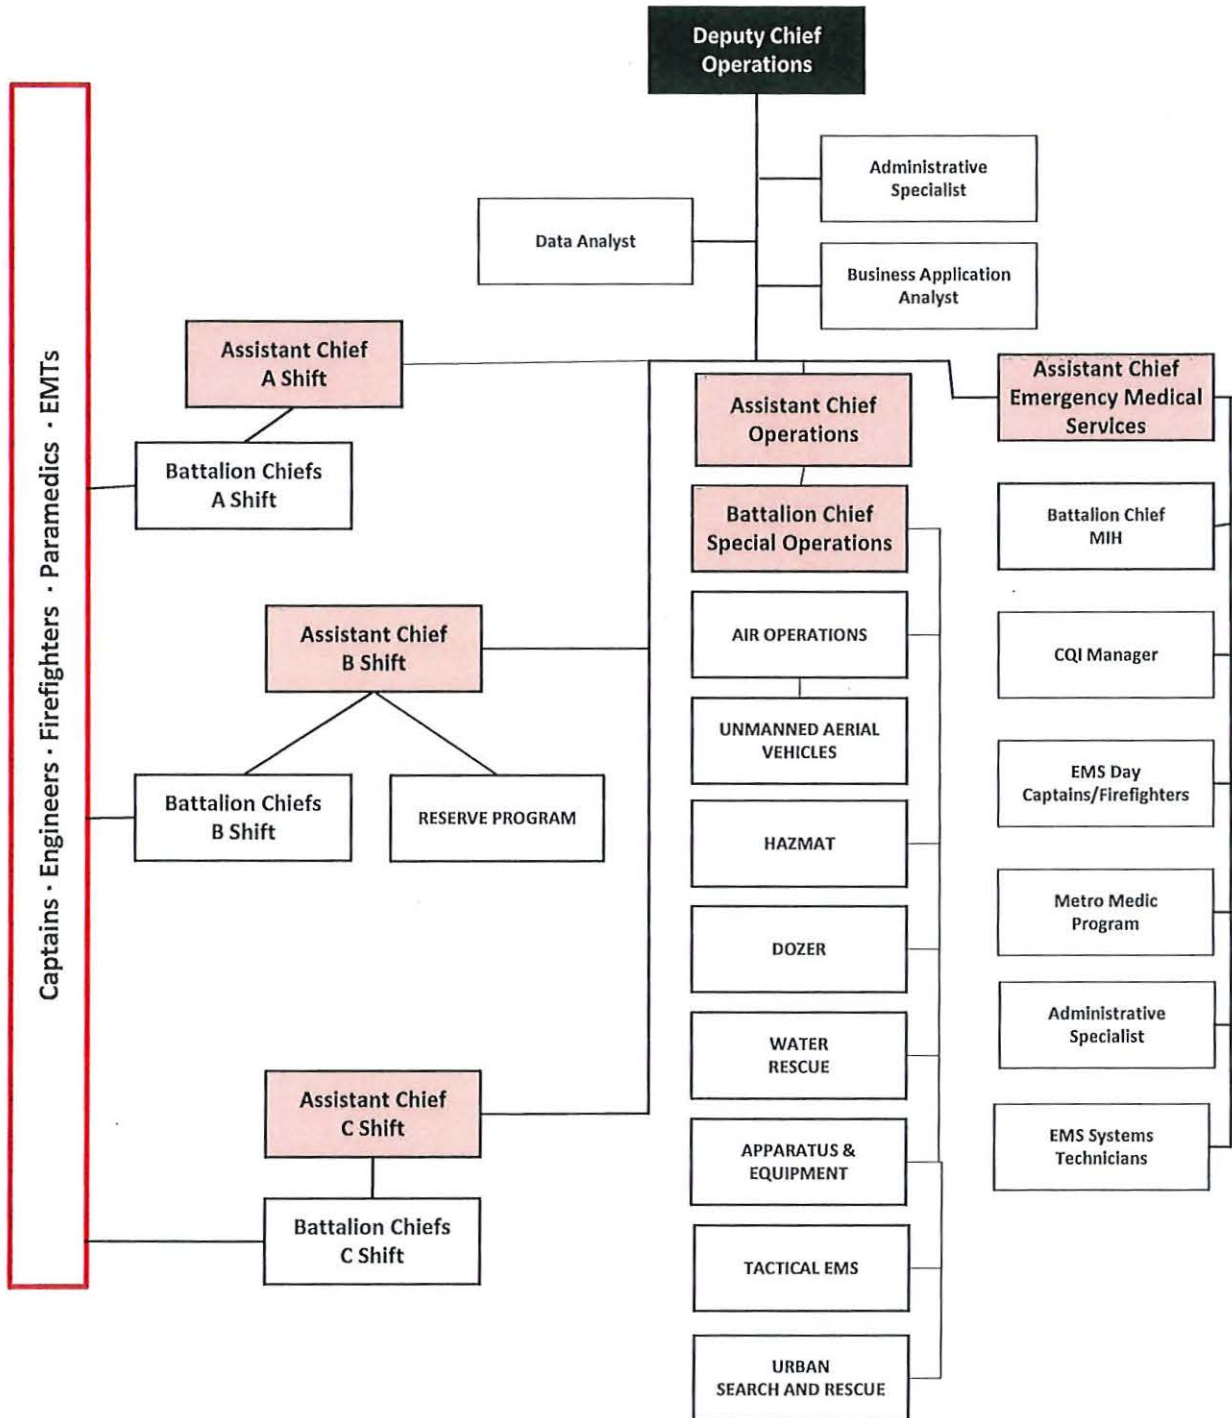 Deputy Chief
Operations
Administrative
Specialist
Data Analyst
Business Application
Analyst
Captains · Engineers · Firefighters · Paramedics · EMTs
Assistant Chief
A Shift
Battalion Chiefs
A Shift
Assistant Chief
B Shift
Battalion Chiefs
B Shift
RESERVE PROGRAM
Assistant Chief
C Shift
Battalion Chiefs
C Shift
Assistant Chief
Operations
Battalion Chief
Special Operations
AIR OPERATIONS
UNMANNED AERIAL
VEHICLES
HAZMAT
DOZER
WATER
RESCUE
APPARATUS &
EQUIPMENT
TACTICAL EMS
URBAN
SEARCH AND RESCUE
Assistant Chief
Emergency Medical
Services
Battalion Chief
MIH
CQI Manager
EMS Day
Captains/Firefighters
Metro Medic
Program
Administrative
Specialist
EMS Systems
Technicians